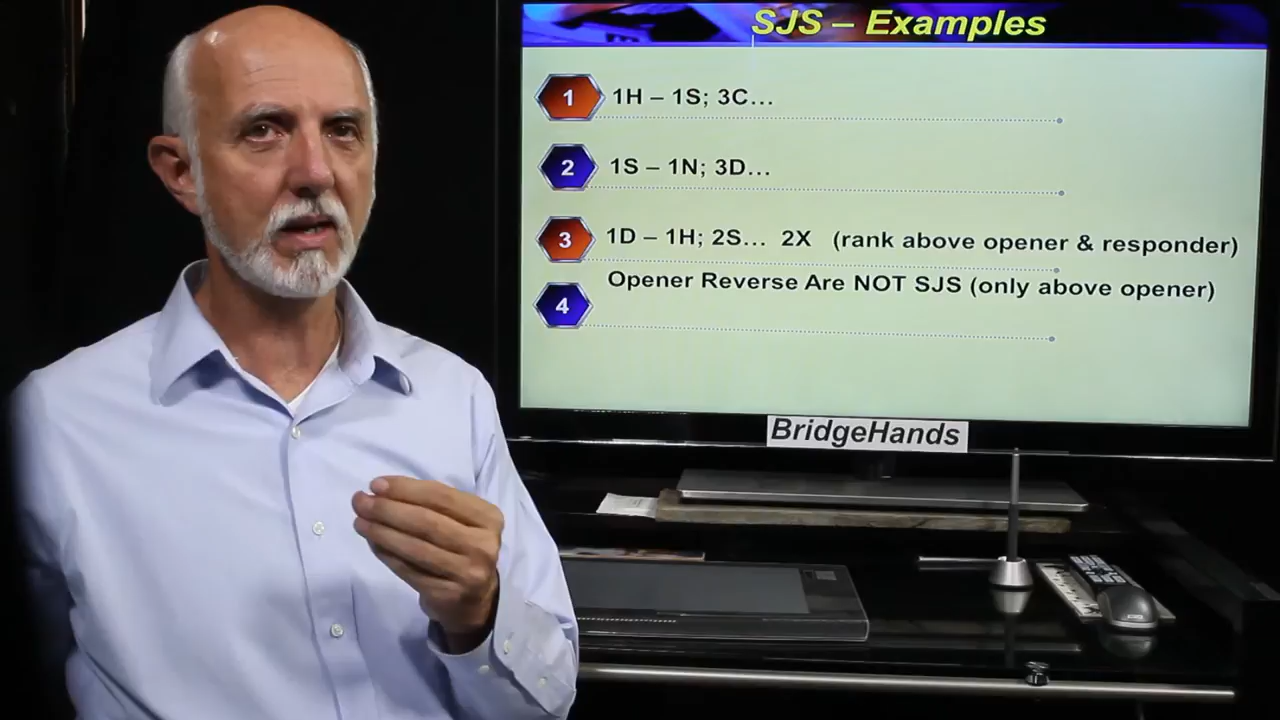 SJS – Examples
1 1H – 1S; 3C...
2 1S – 1N; 3D...
3 1D – 1H; 2S... 2X (rank above opener & responder)
4 Opener Reverse Are NOT SJS (only above opener)
BridgeHands